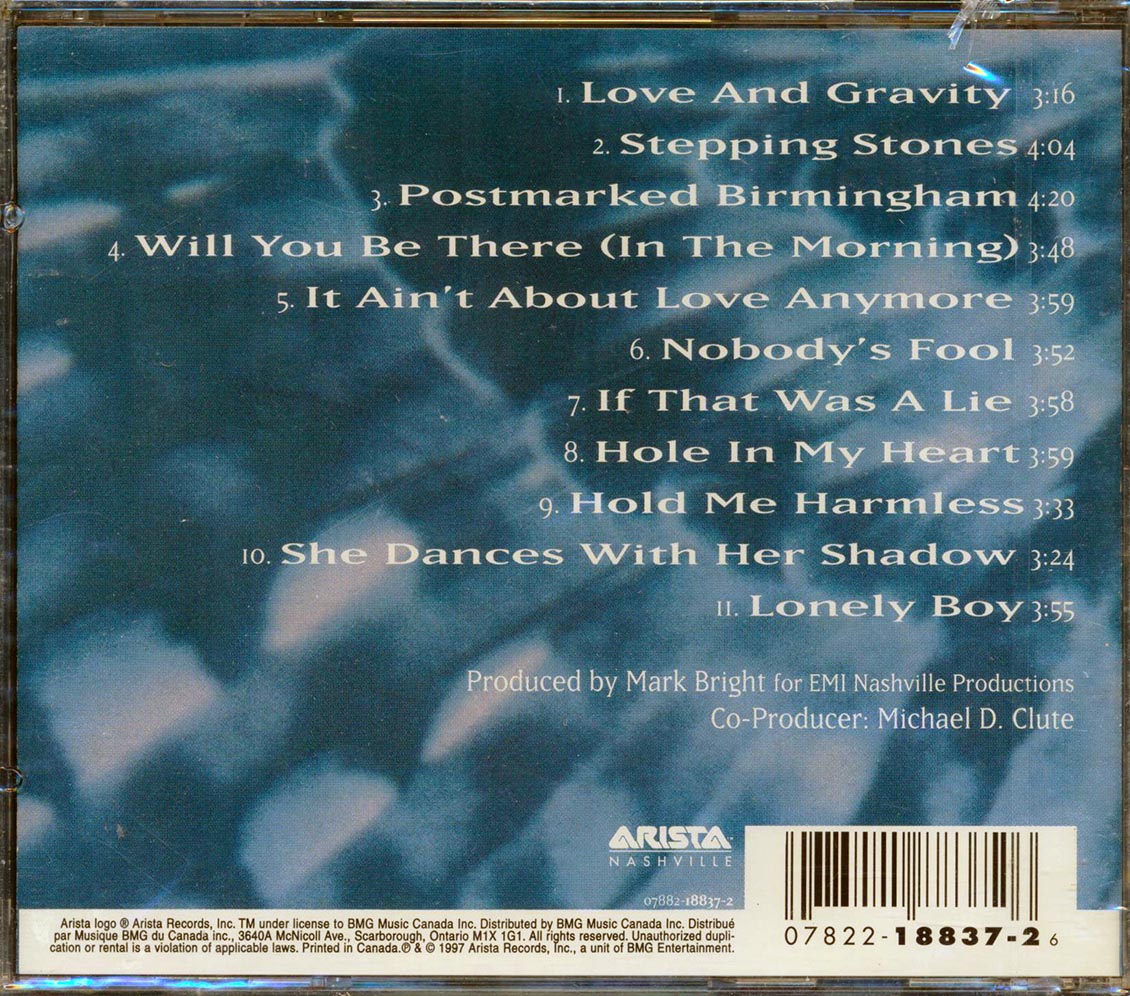 1. Love And Gravity 3:16
2. Stepping Stones 4:04
3. Postmarked Birmingham 4:20
4. Will You Be There (In The Morning) 3:48
5. It Ain't About Love Anymore 3:59
6. Nobody's Fool 3:52
7. If That Was A Lie 3:58
8. Hole In My Heart 3:59
9. Hold Me Harmless 3:33
10. She Dances With Her Shadow 3:24
11. Lonely Boy 3:55
Produced by Mark Bright for EMI Nashville Productions
Co-Producer: Michael D. Clute
ARISTA
NASHVILLE
07882-18837-2
Arista logo ® Arista Records, Inc. TM under license to BMG Music Canada Inc. Distributed by BMG Music Canada Inc. Distribué
par Musique BMG du Canada inc., 3640A McNicoll Ave., Scarborough, Ontario M1X 1G1. All rights reserved. Unauthorized dupli-
cation or rental is a violation of applicable laws. Printed in Canada.℗ & © 1997 Arista Records, Inc., a unit of BMG Entertainment.
07822-18837-2 6